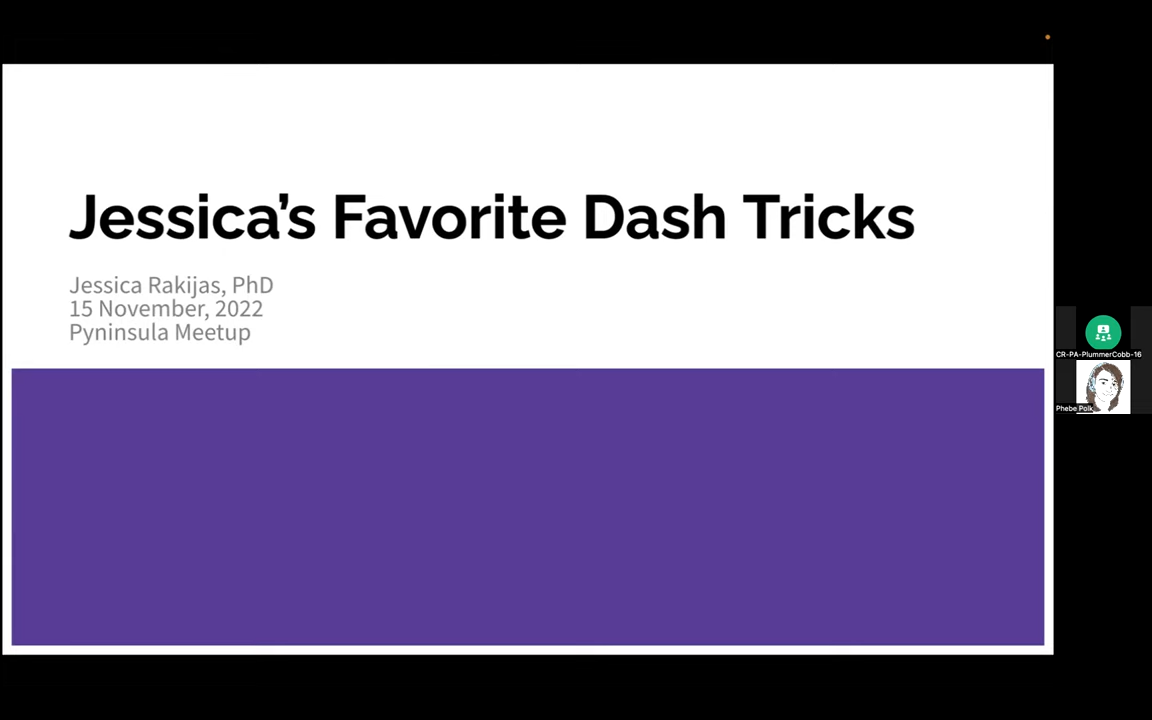 Jessica’s Favorite Dash Tricks
Jessica Rakijas, PhD
15 November, 2022
Pyninsula Meetup
CR-PA-PlummerCobb-16
Phebe Polk